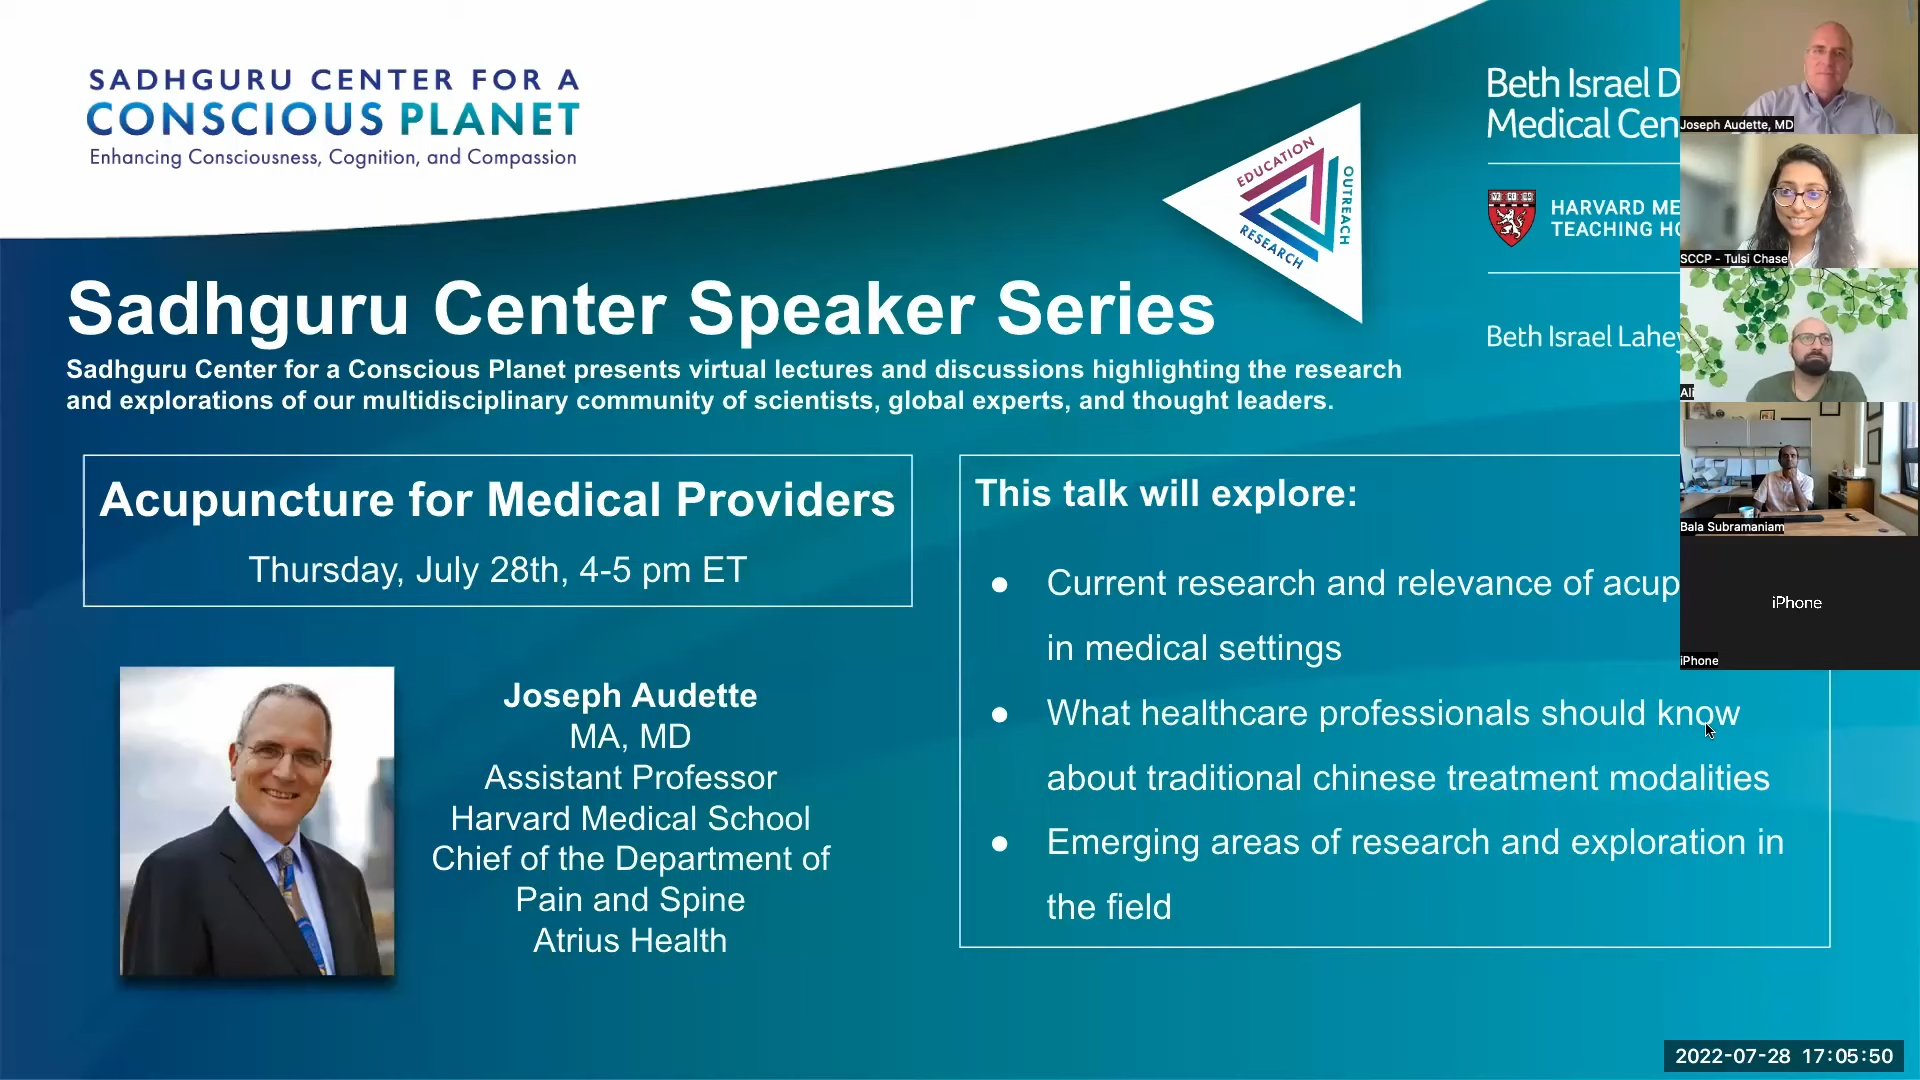 SADHGURU CENTER FOR A
CONSCIOUS PLANET
Enhancing Consciousness, Cognition, and Compassion
EDUCATION
OUTREACH
RESEARCH
Beth Israel D
Medical Cen
HARVARD ME
TEACHING HO
Beth Israel Lahey
Sadhguru Center Speaker Series
Sadhguru Center for a Conscious Planet presents virtual lectures and discussions highlighting the research
and explorations of our multidisciplinary community of scientists, global experts, and thought leaders.
Acupuncture for Medical Providers
Thursday, July 28th, 4-5 pm ET
Joseph Audette
MA, MD
Assistant Professor
Harvard Medical School
Chief of the Department of
Pain and Spine
Atrius Health
This talk will explore:
● Current research and relevance of acup
in medical settings
● What healthcare professionals should know
about traditional chinese treatment modalities
● Emerging areas of research and exploration in
the field
Joseph Audette, MD
SCCP - Tulsi Chase
Ali
Bala Subramaniam
iPhone
iPhone
2022-07-28 17:05:50